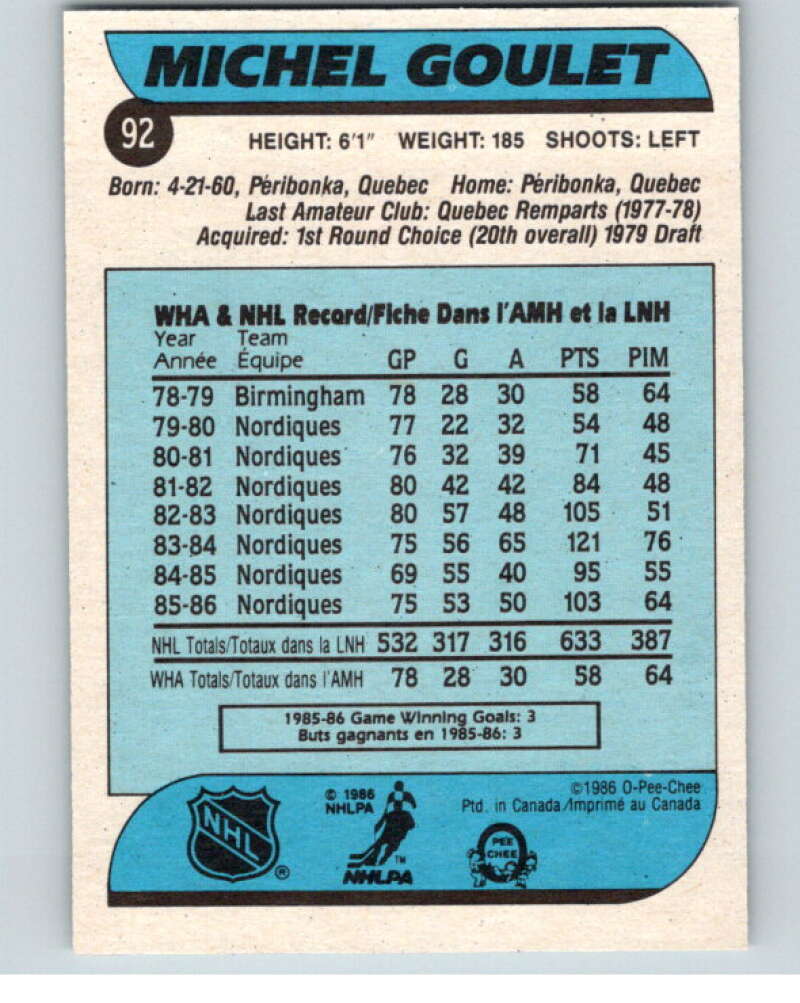 MICHEL GOULET
92
HEIGHT: 6'1" WEIGHT: 185 SHOOTS: LEFT
Born: 4-21-60, Péribonka, Quebec Home: Péribonka, Quebec
Last Amateur Club: Quebec Remparts (1977-78)
Acquired: 1st Round Choice (20th overall) 1979 Draft
WHA & NHL Record/Fiche Dans l'AMH et la LNH
Year Team
Année Équipe GP G A PTS PIM
78-79 Birmingham 78 28 30 58 64
79-80 Nordiques 77 22 32 54 48
80-81 Nordiques 76 32 39 71 45
81-82 Nordiques 80 42 42 84 48
82-83 Nordiques 80 57 48 105 51
83-84 Nordiques 75 56 65 121 76
84-85 Nordiques 69 55 40 95 55
85-86 Nordiques 75 53 50 103 64
NHL Totals/Totaux dans la LNH 532 317 316 633 387
WHA Totals/Totaux dans l'AMH 78 28 30 58 64
1985-86 Game Winning Goals: 3
Buts gagnants en 1985-86: 3
NHL ®
© 1986
NHLPA
TM
NHLPA
PEE
CHEE
©1986 O-Pee-Chee
Ptd. in Canada/Imprimé au Canada